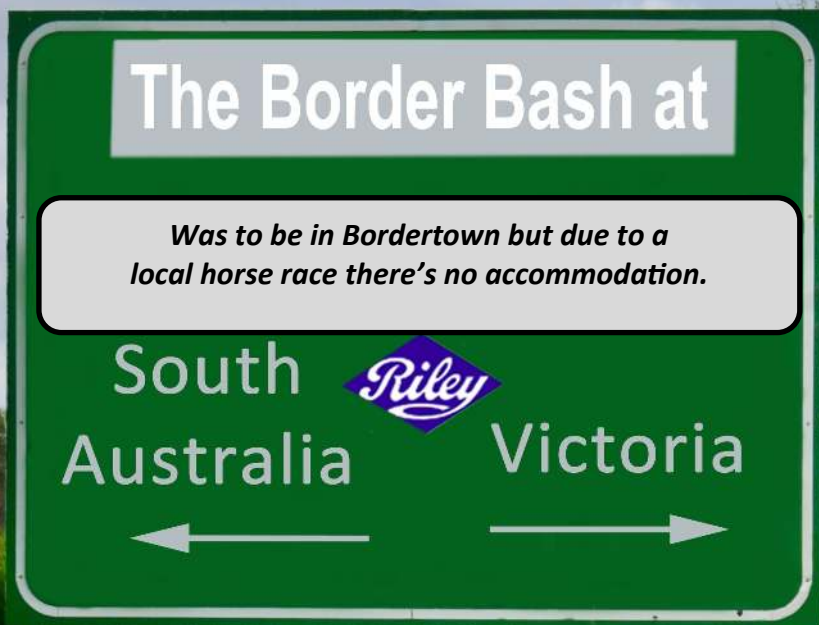 The Border Bash at
Was to be in Bordertown but due to a
local horse race there's no accommodation.
South
Australia
Riley
Victoria